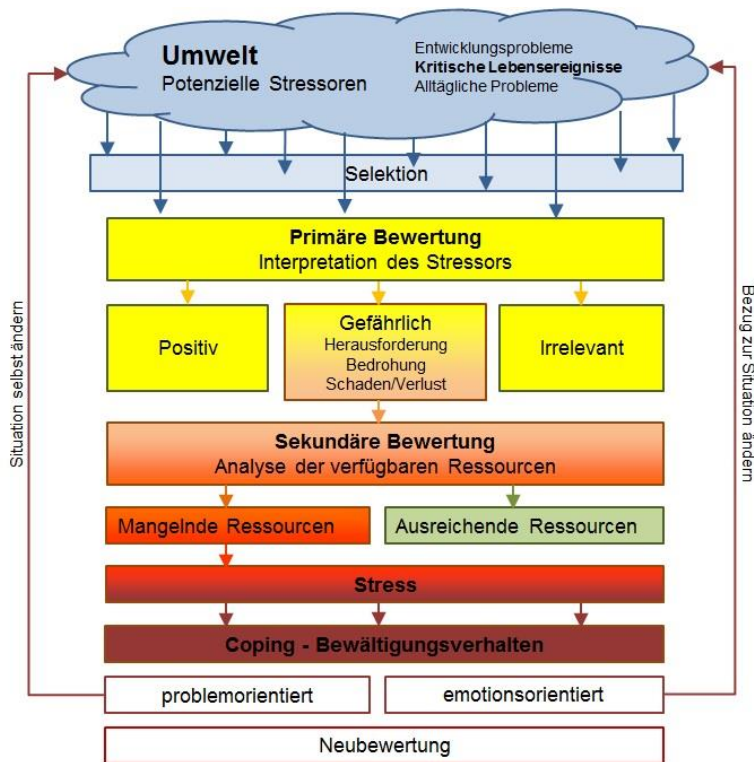 Umwelt
Potenzielle Stressoren
Entwicklungsprobleme
Kritische Lebensereignisse
Alltägliche Probleme
Selektion
Primäre Bewertung
Interpretation des Stressors
Positiv
Gefährlich
Herausforderung
Bedrohung
Schaden/Verlust
Irrelevant
Sekundäre Bewertung
Analyse der verfügbaren Ressourcen
Mangelnde Ressourcen
Ausreichende Ressourcen
Stress
Coping - Bewältigungsverhalten
problemorientiert
emotionsorientiert
Neubewertung
Situation selbst ändern
Bezug zur Situation ändern